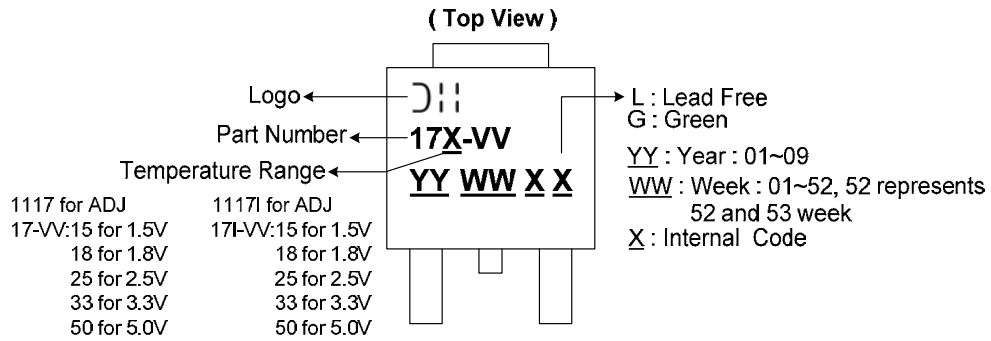 ( Top View )
Logo
Part Number
Temperature Range
17X-VV
YY WW X X
L : Lead Free
G : Green
YY : Year : 01~09
WW : Week : 01~52, 52 represents
52 and 53 week
X : Internal Code
1117 for ADJ
17-VV:15 for 1.5V
18 for 1.8V
25 for 2.5V
33 for 3.3V
50 for 5.0V
1117I for ADJ
17I-VV:15 for 1.5V
18 for 1.8V
25 for 2.5V
33 for 3.3V
50 for 5.0V